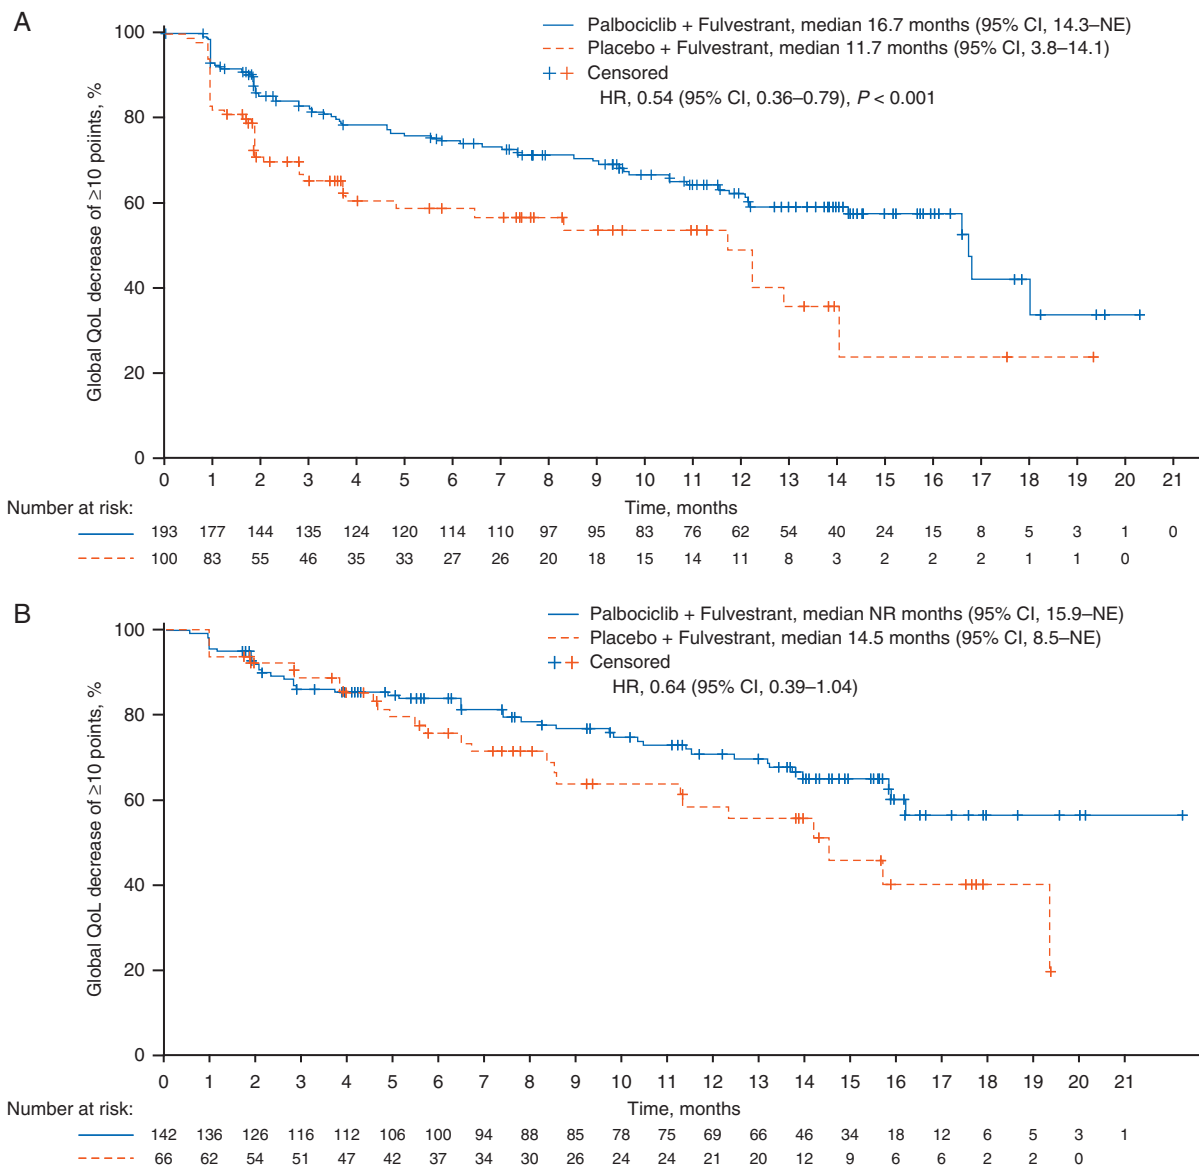 A
Palbociclib + Fulvestrant, median 16.7 months (95% CI, 14.3–NE)
Placebo + Fulvestrant, median 11.7 months (95% CI, 3.8–14.1)
Censored
HR, 0.54 (95% CI, 0.36–0.79), P < 0.001
Global QoL decrease of ≥10 poiints, %
100
80
60
40
20
0
0 1 2 3 4 5 6 7 8 9 10 11 12 13 14 15 16 17 18 19 20 21
Number at risk:
Time, months
193 177 144 135 124 120 114 110 97 95 83 76 62 54 40 24 15 8 5 3 1 0
100 83 55 46 35 33 27 26 20 18 15 14 11 8 3 2 2 2 1 1 0
B
Palbociclib + Fulvestrant, median NR months (95% CI, 15.9–NE)
Placebo + Fulvestrant, median 14.5 months (95% CI, 8.5–NE)
Censored
HR, 0.64 (95% CI, 0.39–1.04)
Global QoL decrease of ≥10 points, %
100
80
60
40
20
0
0 1 2 3 4 5 6 7 8 9 10 11 12 13 14 15 16 17 18 19 20 21
Number at risk:
Time, months
142 136 126 116 112 106 100 94 88 85 78 75 69 66 46 34 18 12 6 5 3 1
66 62 54 51 47 42 37 34 30 26 24 24 21 20 12 9 6 6 2 2 0